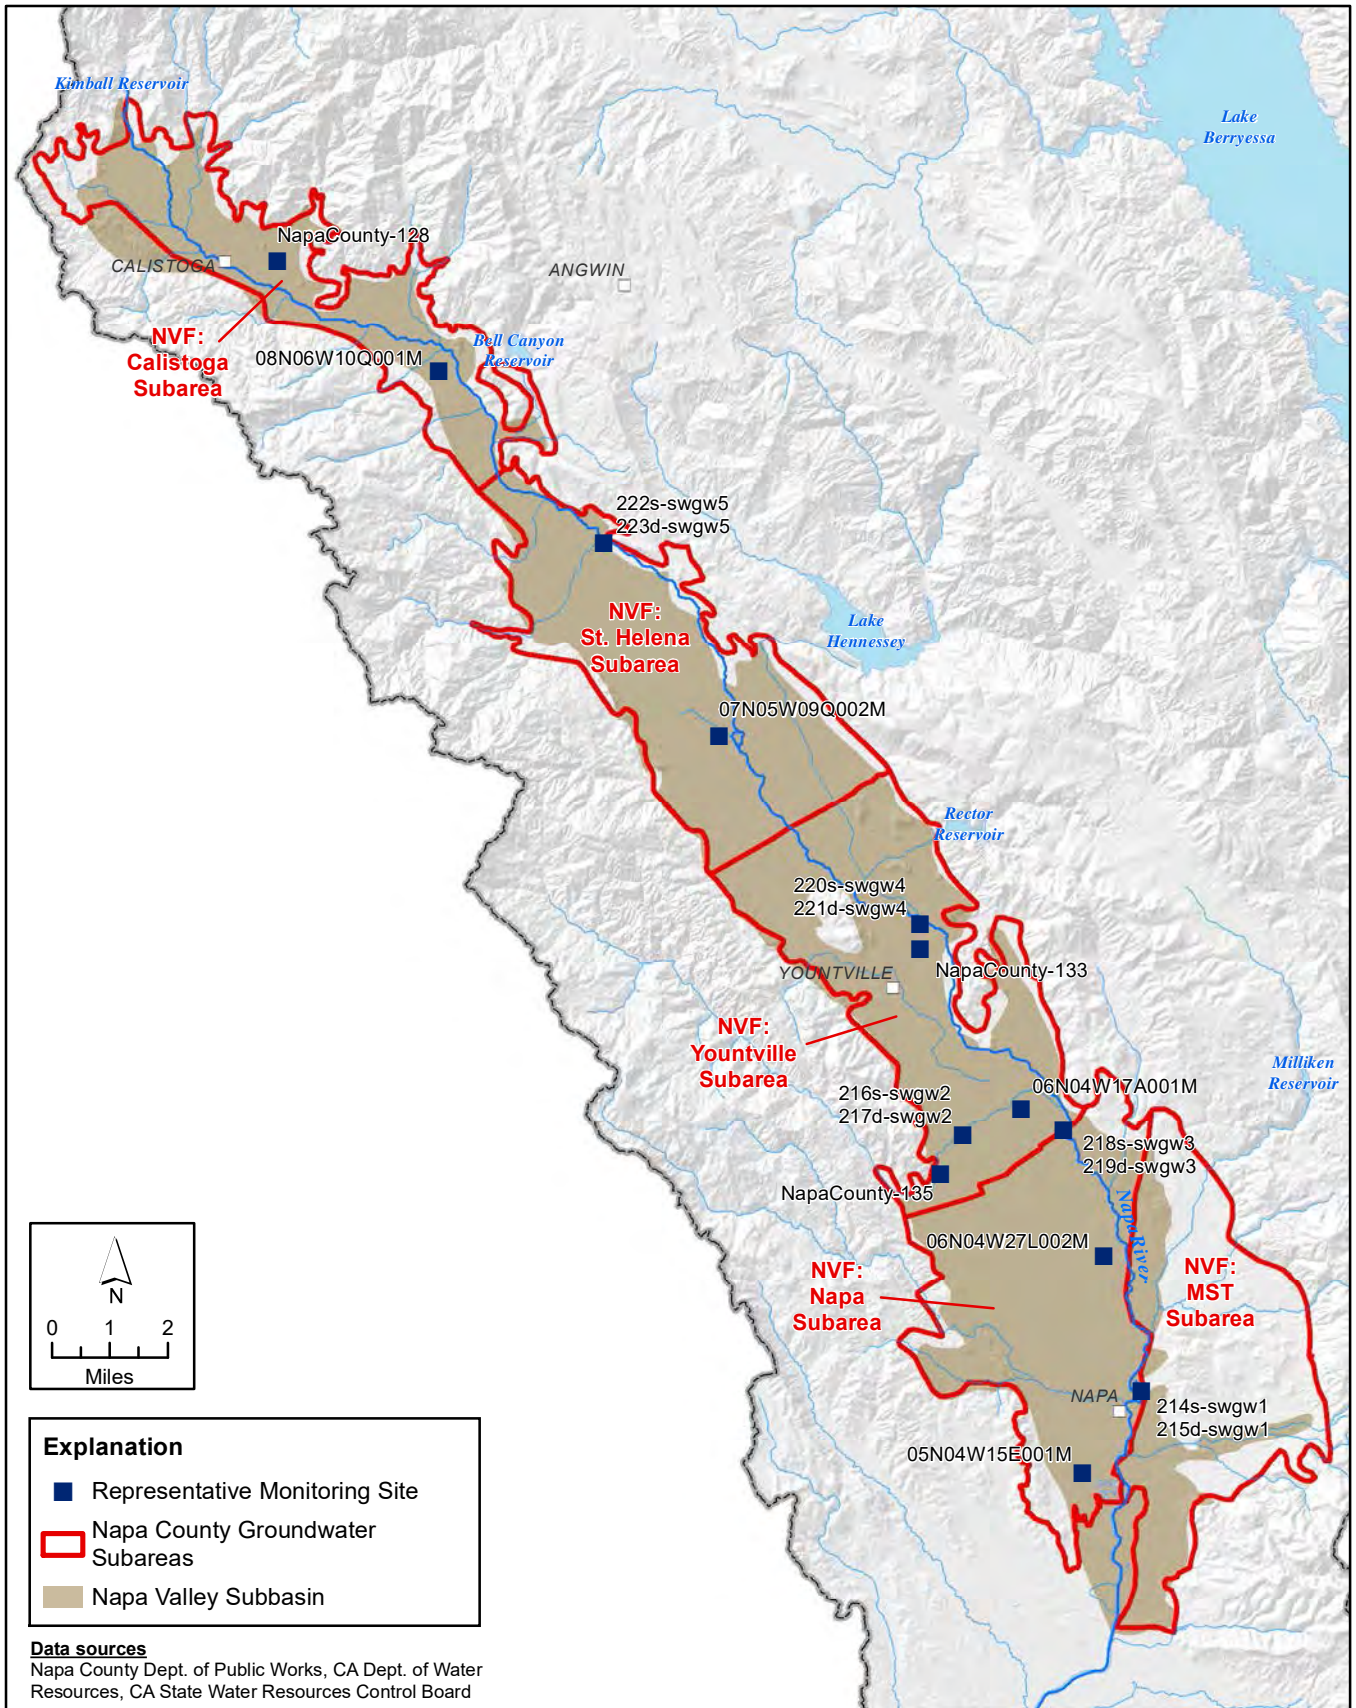 Kimball Reservoir
Lake
Berryessa
NapaCounty-128
CALISTOGA
ANGWIN
NVF:
Calistoga
Subarea
Bell Canyon
Reservoir
08N06W10Q001M
222s-swgw5
223d-swgw5
NVF:
St. Helena
Subarea
Lake
Hennessey
07N05W09Q002M
Rector
Reservoir
220s-swgw4
221d-swgw4
YOUNTVILLE
NapaCounty-133
NVF:
Yountville
Subarea
Milliken
Reservoir
216s-swgw2
217d-swgw2
06N04W17A001M
218s-swgw3
219d-swgw3
NapaCounty-135
Napa River
06N04W27L002M
NVF:
Napa
Subarea
NVF:
MST
Subarea
NAPA
214s-swgw1
215d-swgw1
05N04W15E001M
N
0 1 2
Miles
Explanation
Representative Monitoring Site
Napa County Groundwater
Subareas
Napa Valley Subbasin
Data sources
Napa County Dept. of Public Works, CA Dept. of Water
Resources, CA State Water Resources Control Board